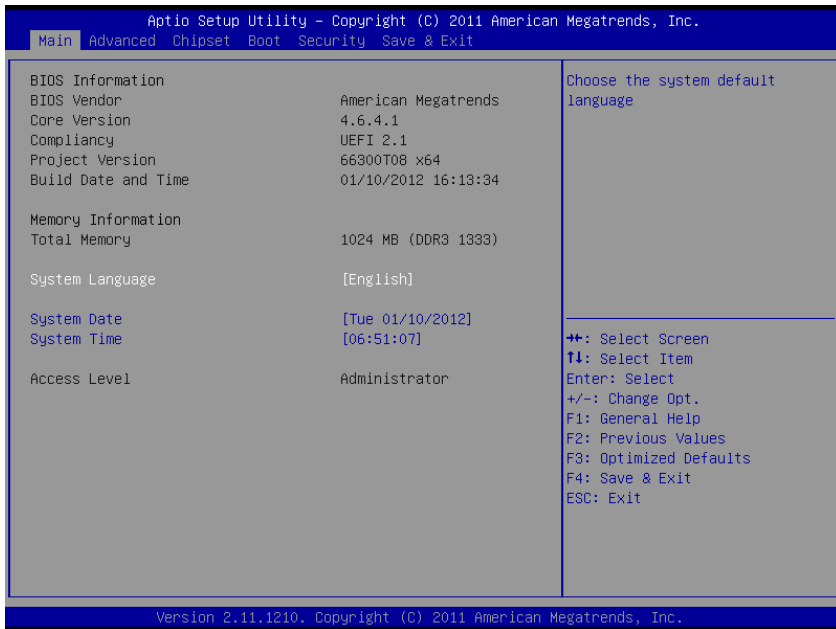 Aptio Setup Utility – Copyright (C) 2011 American Megatrends, Inc.
Main Advanced Chipset Boot Security Save & Exit
BIOS Information
BIOS Vendor American Megatrends
Core Version 4.6.4.1
Compliancy UEFI 2.1
Project Version 66300T08 x64
Build Date and Time 01/10/2012 16:13:34
Memory Information
Total Memory 1024 MB (DDR3 1333)
System Language [English]
System Date [Tue 01/10/2012]
System Time [06:51:07]
Access Level Administrator
Choose the system default
language
→←: Select Screen
↑↓: Select Item
Enter: Select
+/–: Change Opt.
F1: General Help
F2: Previous Values
F3: Optimized Defaults
F4: Save & Exit
ESC: Exit
Version 2.11.1210. Copyright (C) 2011 American Megatrends, Inc.